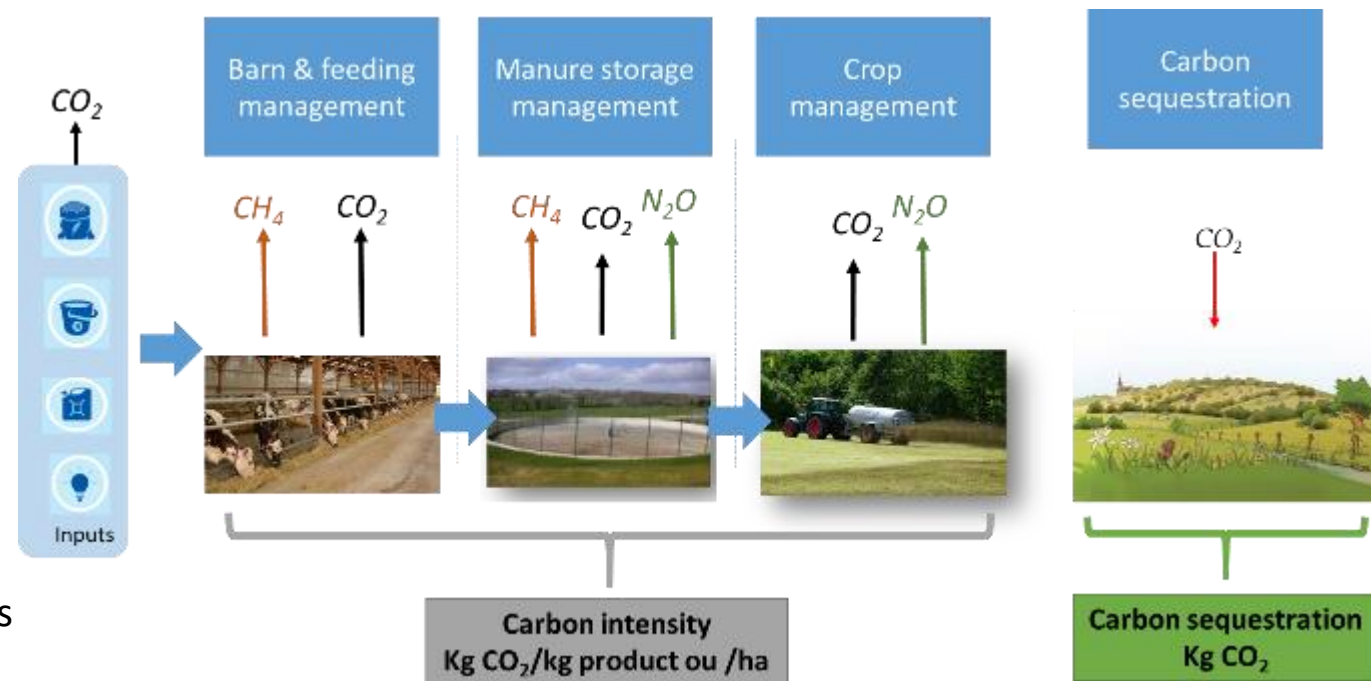 Barn & feeding
management
Manure storage
management
Crop
management
Carbon
sequestration
CO₂
CH₄
CO₂
CH₄
CO₂
N₂O
CO₂
N₂O
CO₂
Inputs
s
Carbon intensity
Kg CO₂/kg product ou /ha
Carbon sequestration
Kg CO₂